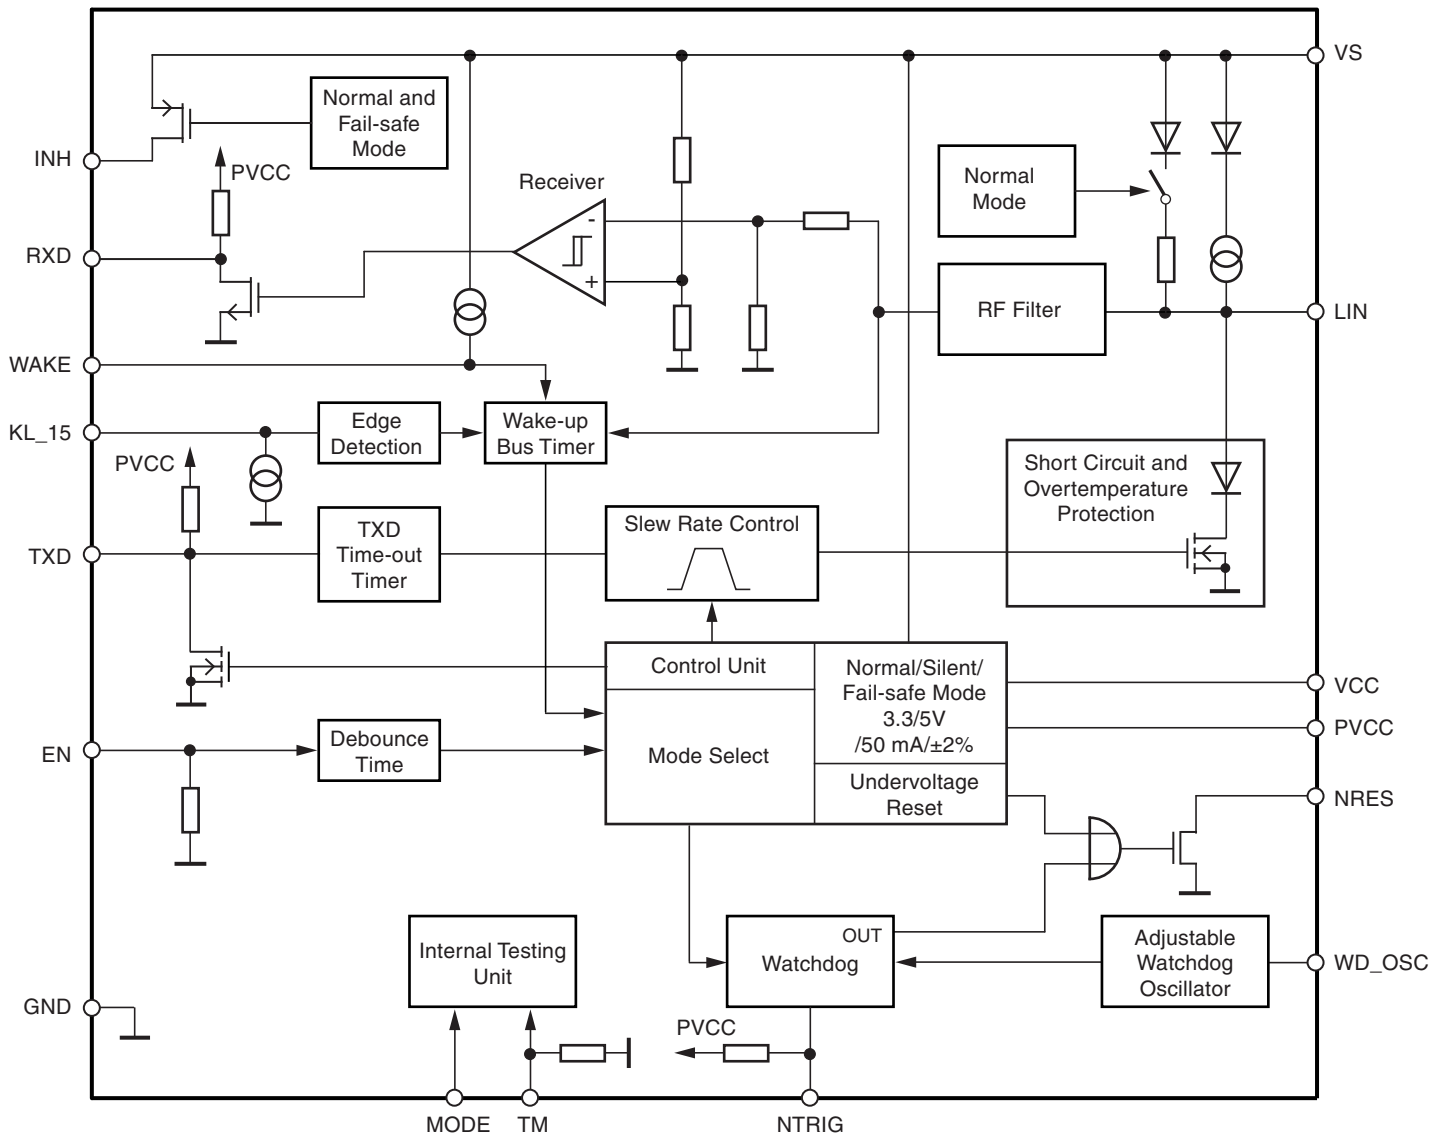 VS
Normal and
Fail-safe
Mode
INH
PVCC
Receiver
Normal
Mode
-
+
RXD
RF Filter
LIN
WAKE
KL_15
Edge
Detection
Wake-up
Bus Timer
PVCC
Short Circuit and
Overtemperature
Protection
TXD
TXD
Time-out
Timer
Slew Rate Control
Control Unit
Normal/Silent/
Fail-safe Mode
3.3/5V
/50 mA/±2%
VCC
PVCC
EN
Debounce
Time
Mode Select
Undervoltage
Reset
NRES
Internal Testing
Unit
OUT
Watchdog
Adjustable
Watchdog
Oscillator
WD_OSC
GND
PVCC
MODE
TM
NTRIG